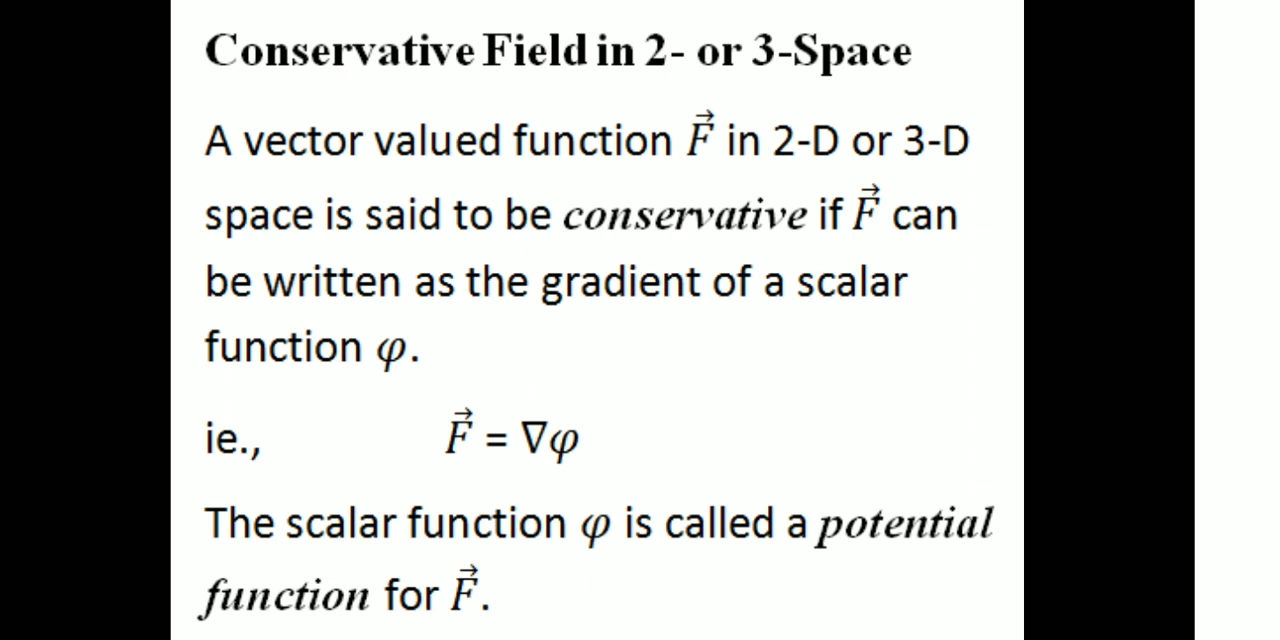 Conservative Field in 2- or 3-Space
A vector valued function F⃗ in 2-D or 3-D
space is said to be conservative if F⃗ can
be written as the gradient of a scalar
function φ.
ie., F⃗ = ∇φ
The scalar function φ is called a potential
function for F⃗.